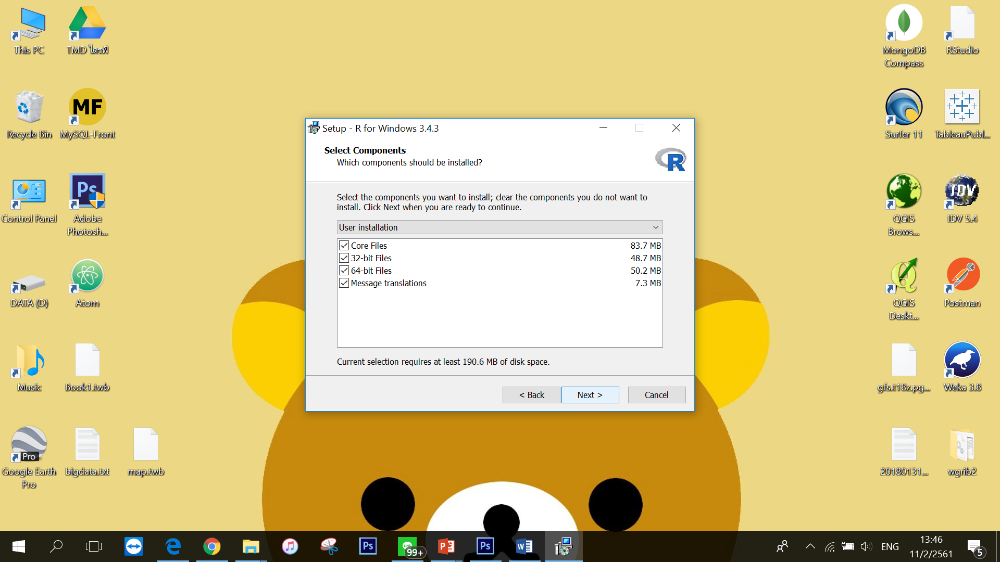 This PC
TMD ไดรฟ์
Recycle Bin
MF
MySQL-Front
Control Panel
Ps
Adobe
Photosh...
DATA (D)
Atom
Music
Book1.twb
Pro
Google Earth
Pro
bigdata.txt
map.twb
Setup - R for Windows 3.4.3
Select Components
Which components should be installed?
R
Select the components you want to install; clear the components you do not want to
install. Click Next when you are ready to continue.
User installation
Core Files 83.7 MB
32-bit Files 48.7 MB
64-bit Files 50.2 MB
Message translations 7.3 MB
Current selection requires at least 190.6 MB of disk space.
< Back Next > Cancel
MongoDB
Compass
RStudio
Surfer 11
TableauPubl...
QGIS
Brows...
IDV
IDV 5.4
QGIS
Deskt...
Postman
gfs.t18z.pg...
Weka 3.8
20180131...
wgrib2
Ps
99+
P
Ps
W
ENG
13:46
11/2/2561
5